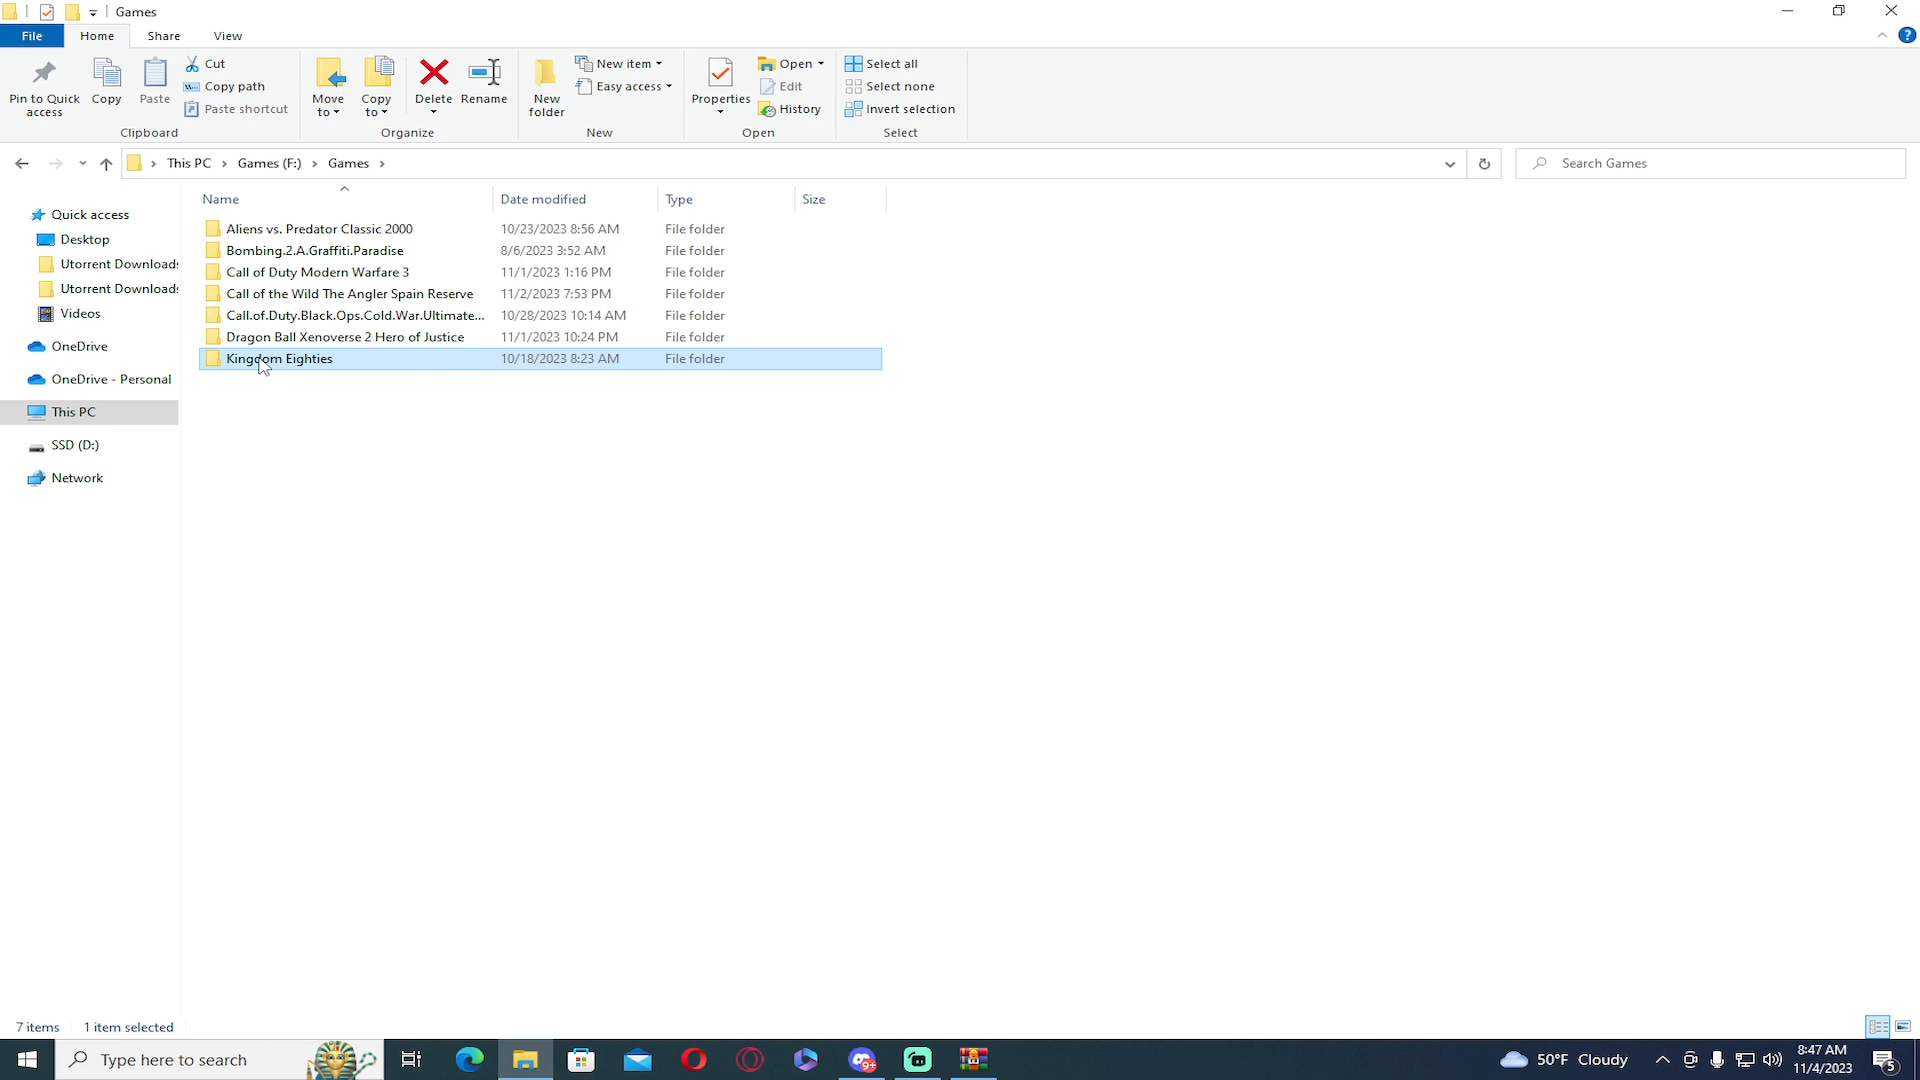 Games
File Home Share View
Pin to Quick access
Copy
Paste
Cut
Copy path
Paste shortcut
Clipboard
Move to
Copy to
Delete
Rename
Organize
New folder
New item
Easy access
New
Properties
Open
Edit
History
Open
Select all
Select none
Invert selection
Select
This PC > Games (F:) > Games >
Search Games
Quick access
Desktop
Utorrent Downloads
Utorrent Downloads
Videos
OneDrive
OneDrive - Personal
This PC
SSD (D:)
Network
Name Date modified Type Size
Aliens vs. Predator Classic 2000 10/23/2023 8:56 AM File folder
Bombing.2.A.Graffiti.Paradise 8/6/2023 3:52 AM File folder
Call of Duty Modern Warfare 3 11/1/2023 1:16 PM File folder
Call of the Wild The Angler Spain Reserve 11/2/2023 7:53 PM File folder
Call.of.Duty.Black.Ops.Cold.War.Ultimate... 10/28/2023 10:14 AM File folder
Dragon Ball Xenoverse 2 Hero of Justice 11/1/2023 10:24 PM File folder
Kingdom Eighties 10/18/2023 8:23 AM File folder
7 items 1 item selected
Type here to search
9+
50°F Cloudy
8:47 AM
11/4/2023
5